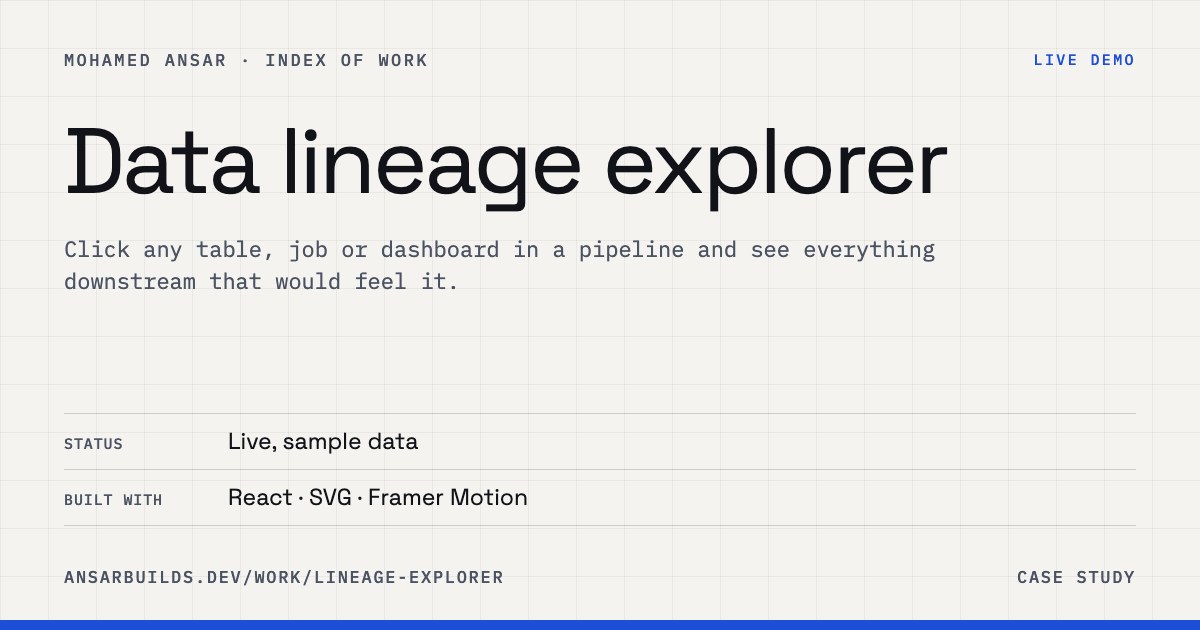 MOHAMED ANSAR · INDEX OF WORK
LIVE DEMO
Data lineage explorer
Click any table, job or dashboard in a pipeline and see everything
downstream that would feel it.
STATUS
Live, sample data
BUILT WITH
React · SVG · Framer Motion
ANSARBUILDS.DEV/WORK/LINEAGE-EXPLORER
CASE STUDY